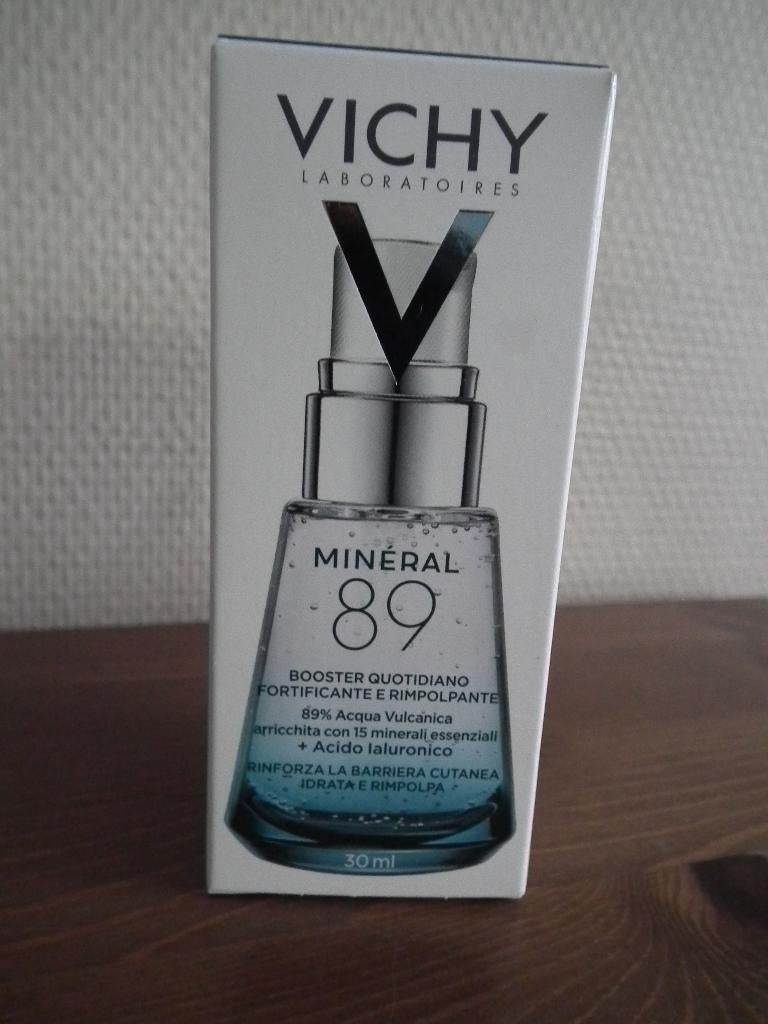 VICHY
LABORATOIRES
V
MINÉRAL
89
BOOSTER QUOTIDIANO
FORTIFICANTE E RIMPOLPANTE
89% Acqua Vulcanica
arricchita con 15 minerali essenziali
+ Acido Ialuronico
RINFORZA LA BARRIERA CUTANEA
IDRATA E RIMPOLPA
30 ml